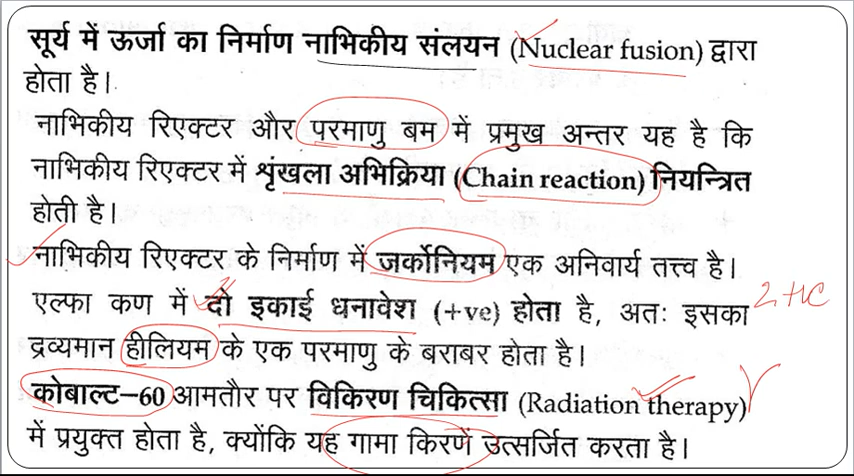 सूर्य में ऊर्जा का निर्माण नाभिकीय संलयन (Nuclear fusion) द्वारा
होता है।
नाभिकीय रिएक्टर और परमाणु बम में प्रमुख अन्तर यह है कि
नाभिकीय रिएक्टर में शृंखला अभिक्रिया (Chain reaction) नियन्त्रित
होती है।
नाभिकीय रिएक्टर के निर्माण में जर्कोनियम एक अनिवार्य तत्त्व है।
एल्फा कण में दो इकाई धनावेश (+ve) होता है, अतः इसका
द्रव्यमान हीलियम के एक परमाणु के बराबर होता है।
कोबाल्ट–60 आमतौर पर विकिरण चिकित्सा (Radiation therapy)
में प्रयुक्त होता है, क्योंकि यह गामा किरणें उत्सर्जित करता है।